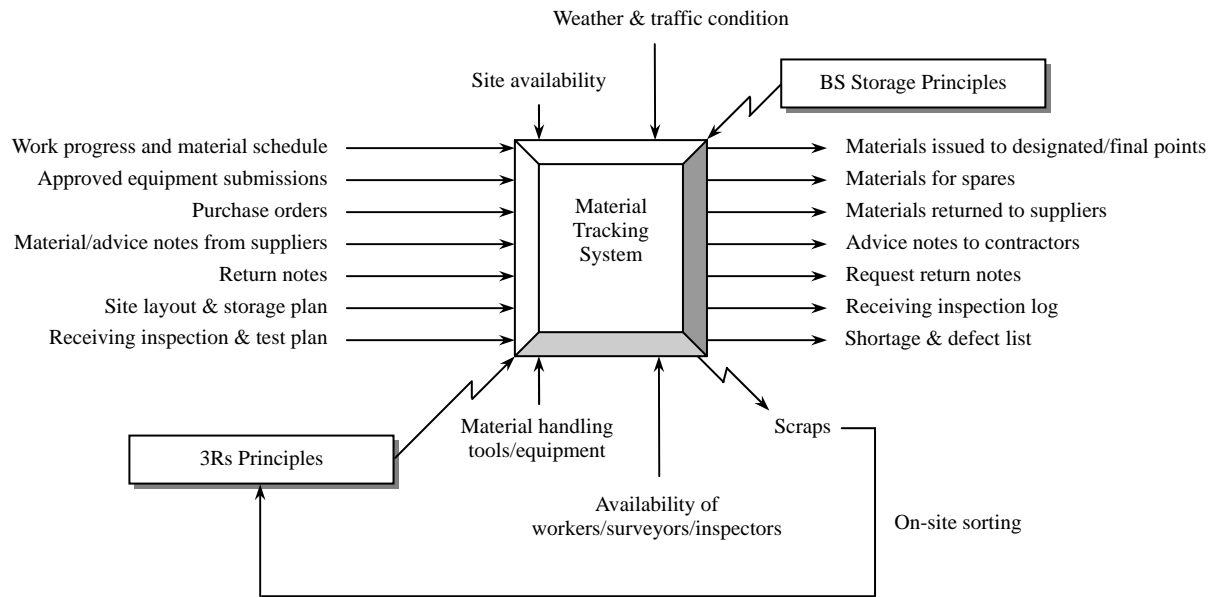 Weather & traffic condition
Site availability
BS Storage Principles
Work progress and material schedule
Approved equipment submissions
Purchase orders
Material/advice notes from suppliers
Return notes
Site layout & storage plan
Receiving inspection & test plan
Material
Tracking
System
Materials issued to designated/final points
Materials for spares
Materials returned to suppliers
Advice notes to contractors
Request return notes
Receiving inspection log
Shortage & defect list
Material handling
tools/equipment
Scraps
3Rs Principles
Availability of
workers/surveyors/inspectors
On-site sorting